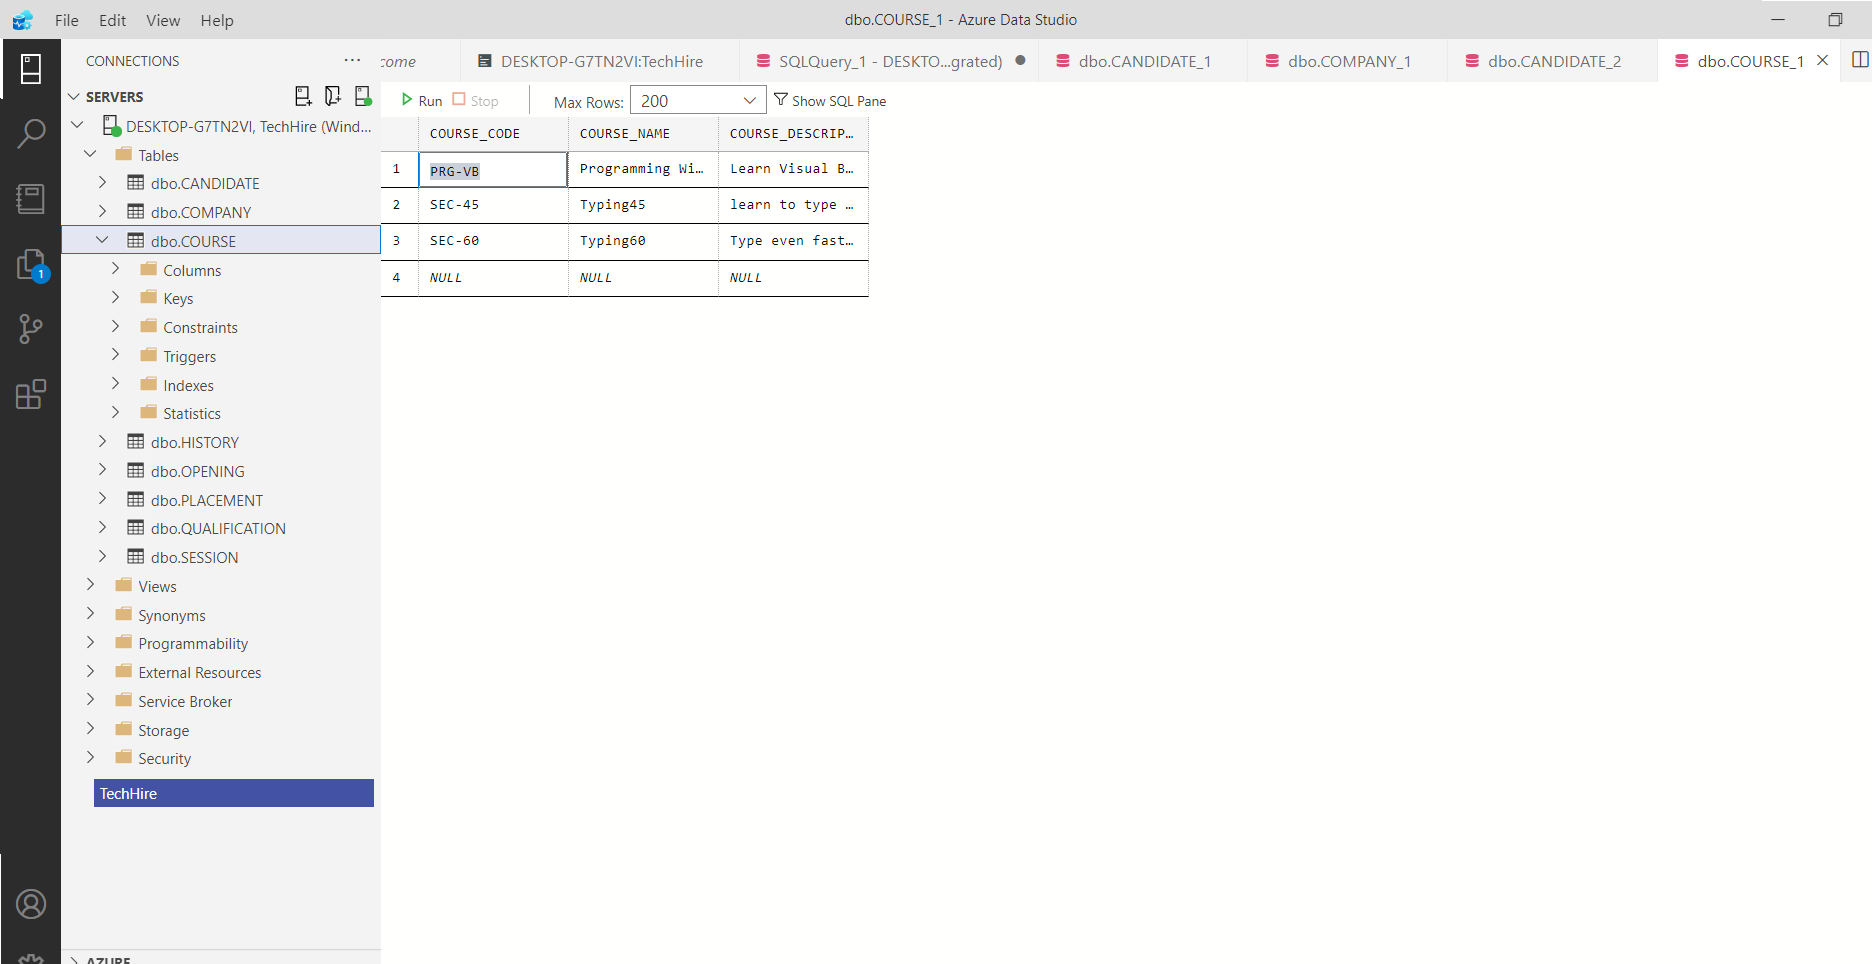 File Edit View Help
dbo.COURSE_1 - Azure Data Studio
CONNECTIONS
come DESKTOP-G7TN2VI:TechHire SQLQuery_1 - DESKTO...grated) dbo.CANDIDATE_1 dbo.COMPANY_1 dbo.CANDIDATE_2 dbo.COURSE_1
SERVERS
Run Stop Max Rows: 200 Show SQL Pane
DESKTOP-G7TN2VI, TechHire (Wind...
Tables
dbo.CANDIDATE
dbo.COMPANY
dbo.COURSE
Columns
Keys
Constraints
Triggers
Indexes
Statistics
dbo.HISTORY
dbo.OPENING
dbo.PLACEMENT
dbo.QUALIFICATION
dbo.SESSION
Views
Synonyms
Programmability
External Resources
Service Broker
Storage
Security
TechHire
AZURE
1
COURSE_CODE COURSE_NAME COURSE_DESCRIP...
1 PRG-VB Programming Wi... Learn Visual B...
2 SEC-45 Typing45 learn to type ...
3 SEC-60 Typing60 Type even fast...
4 NULL NULL NULL